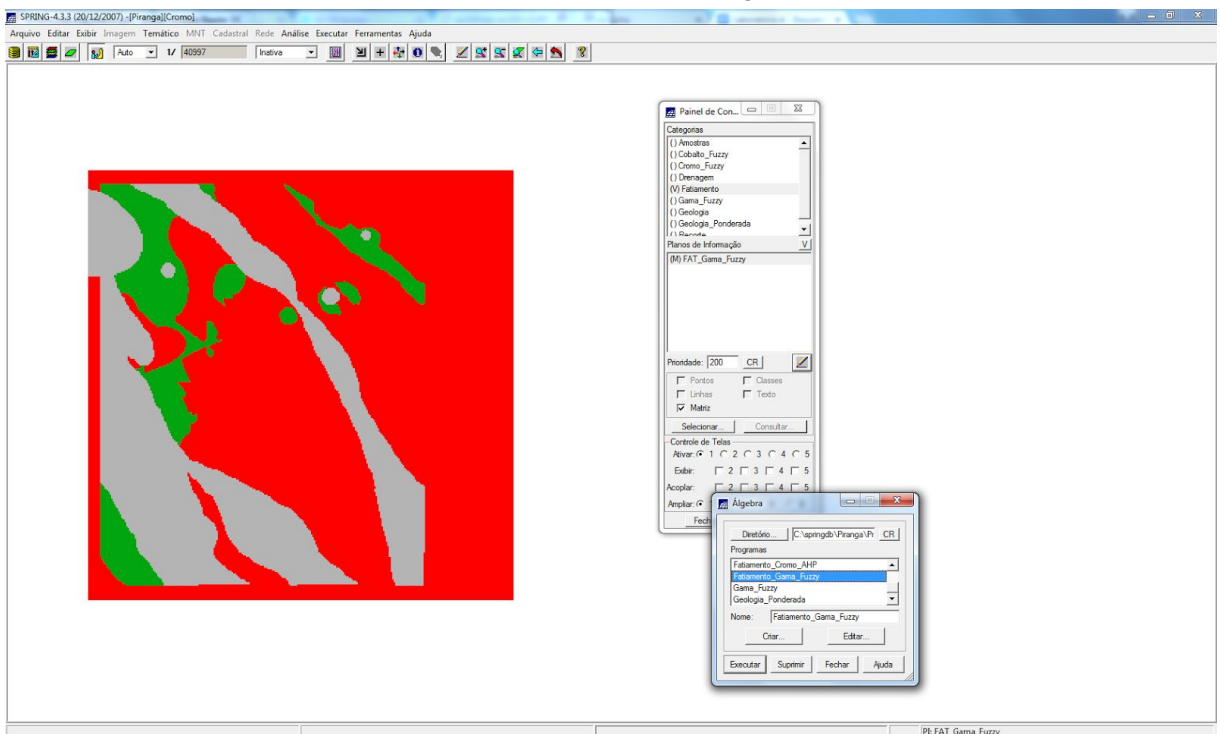 SPRING-4.3.3 (20/12/2007) -[Piranga][Cromo]
Arquivo Editar Exibir Imagem Temático MNT Cadastral Rede Análise Executar Ferramentas Ajuda
Auto 1/ 40997 Inativa
Painel de Con...
Categorias
( ) Amostras
( ) Cobalto_Fuzzy
( ) Cromo_Fuzzy
( ) Drenagem
(V) Fatiamento
( ) Gama_Fuzzy
( ) Geologia
( ) Geologia_Ponderada
( ) Recorte
Planos de Informação V
(M) FAT_Gama_Fuzzy
Prioridade: 200 CR
Pontos Classes
Linhas Texto
Matriz
Selecionar... Consultar...
Controle de Telas
Ativar: 1 2 3 4 5
Exibir: 2 3 4 5
Acoplar: 2 3 4 5
Ampliar:
Fech
Álgebra
Diretório... C:\springdb\Piranga\Pr CR
Programas
Fatiamento_Cromo_AHP
Fatiamento_Gama_Fuzzy
Gama_Fuzzy
Geologia_Ponderada
Nome: Fatiamento_Gama_Fuzzy
Criar... Editar...
Executar Suprimir Fechar Ajuda
PI: FAT_Gama_Fuzzy